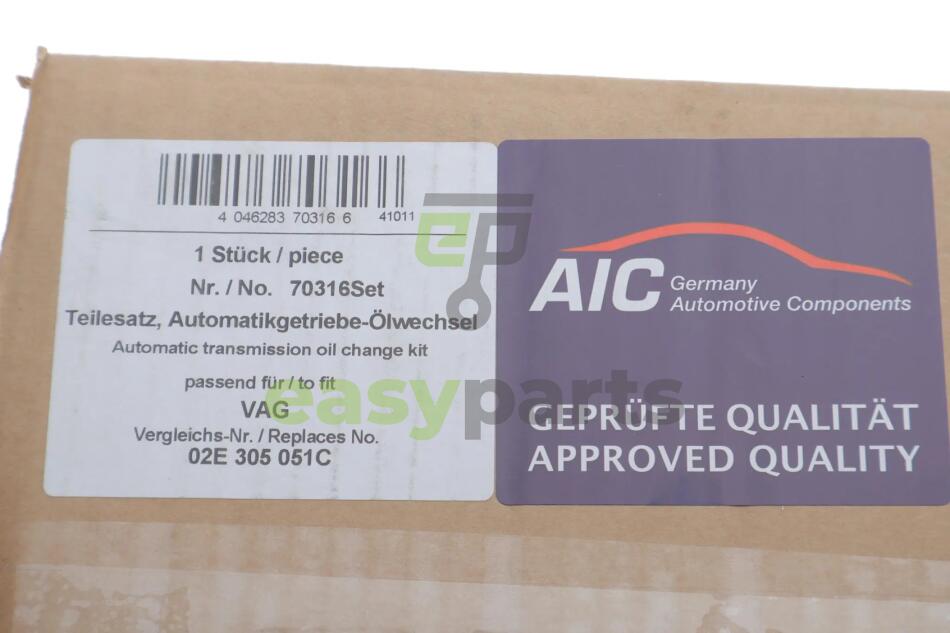 4 046283 703166 41011
1 Stück / piece
Nr. / No. 70316Set
Teilesatz, Automatikgetriebe-Ölwechsel
Automatic transmission oil change kit
passend für / to fit
VAG
Vergleichs-Nr. / Replaces No.
02E 305 051C
AIC Germany
Automotive Components
GEPRÜFTE QUALITÄT
APPROVED QUALITY
ep
easyparts